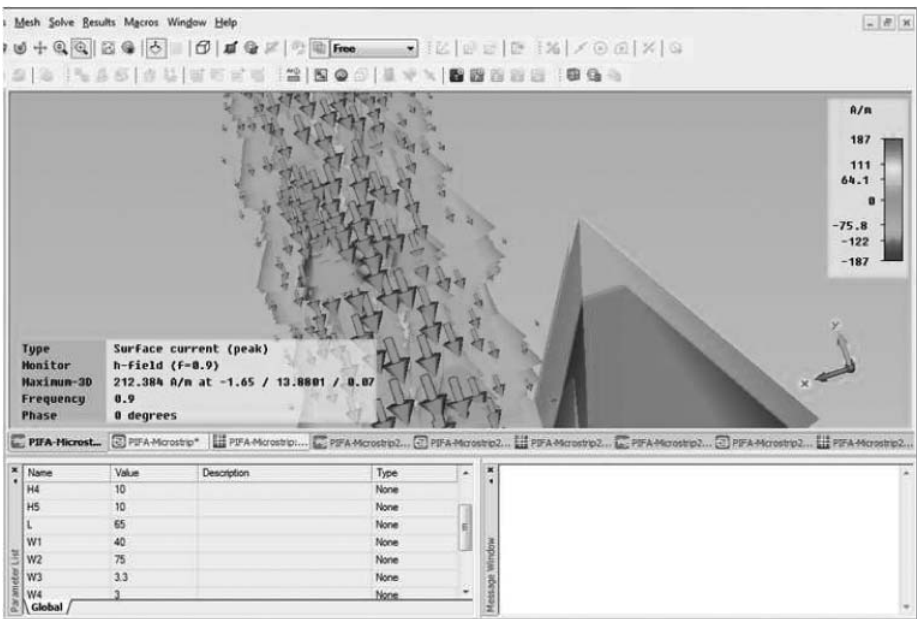 Mesh Solve Results Macros Window Help
Free
A/m
187
111
64.1
0
-75.8
-122
-187
y
x
Type Surface current (peak)
Monitor h-field (f=0.9)
Maximum-3D 212.384 A/m at -1.65 / 13.8801 / 0.07
Frequency 0.9
Phase 0 degrees
PIFA-Microst... PIFA-Microstrip* PIFA-Microstrip:... PIFA-Microstrip2... PIFA-Microstrip2... PIFA-Microstrip2... PIFA-Microstrip2... PIFA-Microstrip2... PIFA-Microstrip2...
Name Value Description Type
H4 10 None
H5 10 None
L 65 None
W1 40 None
W2 75 None
W3 3.3 None
W4 3 None
Global
Parameter List
Message Window